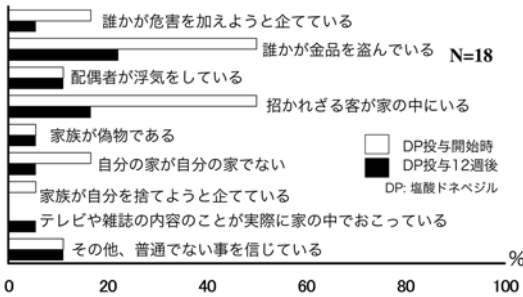 誰かが危害を加えようと企てている
誰かが金品を盗んでいる
N=18
配偶者が浮気をしている
招かれざる客が家の中にいる
家族が偽物である
DP投与開始時
自分の家が自分の家でない
DP投与12週後
DP: 塩酸ドネペジル
家族が自分を捨てようと企てている
テレビや雑誌の内容のことが実際に家の中でおこっている
その他、普通でない事を信じている
%
0 20 40 60 80 100